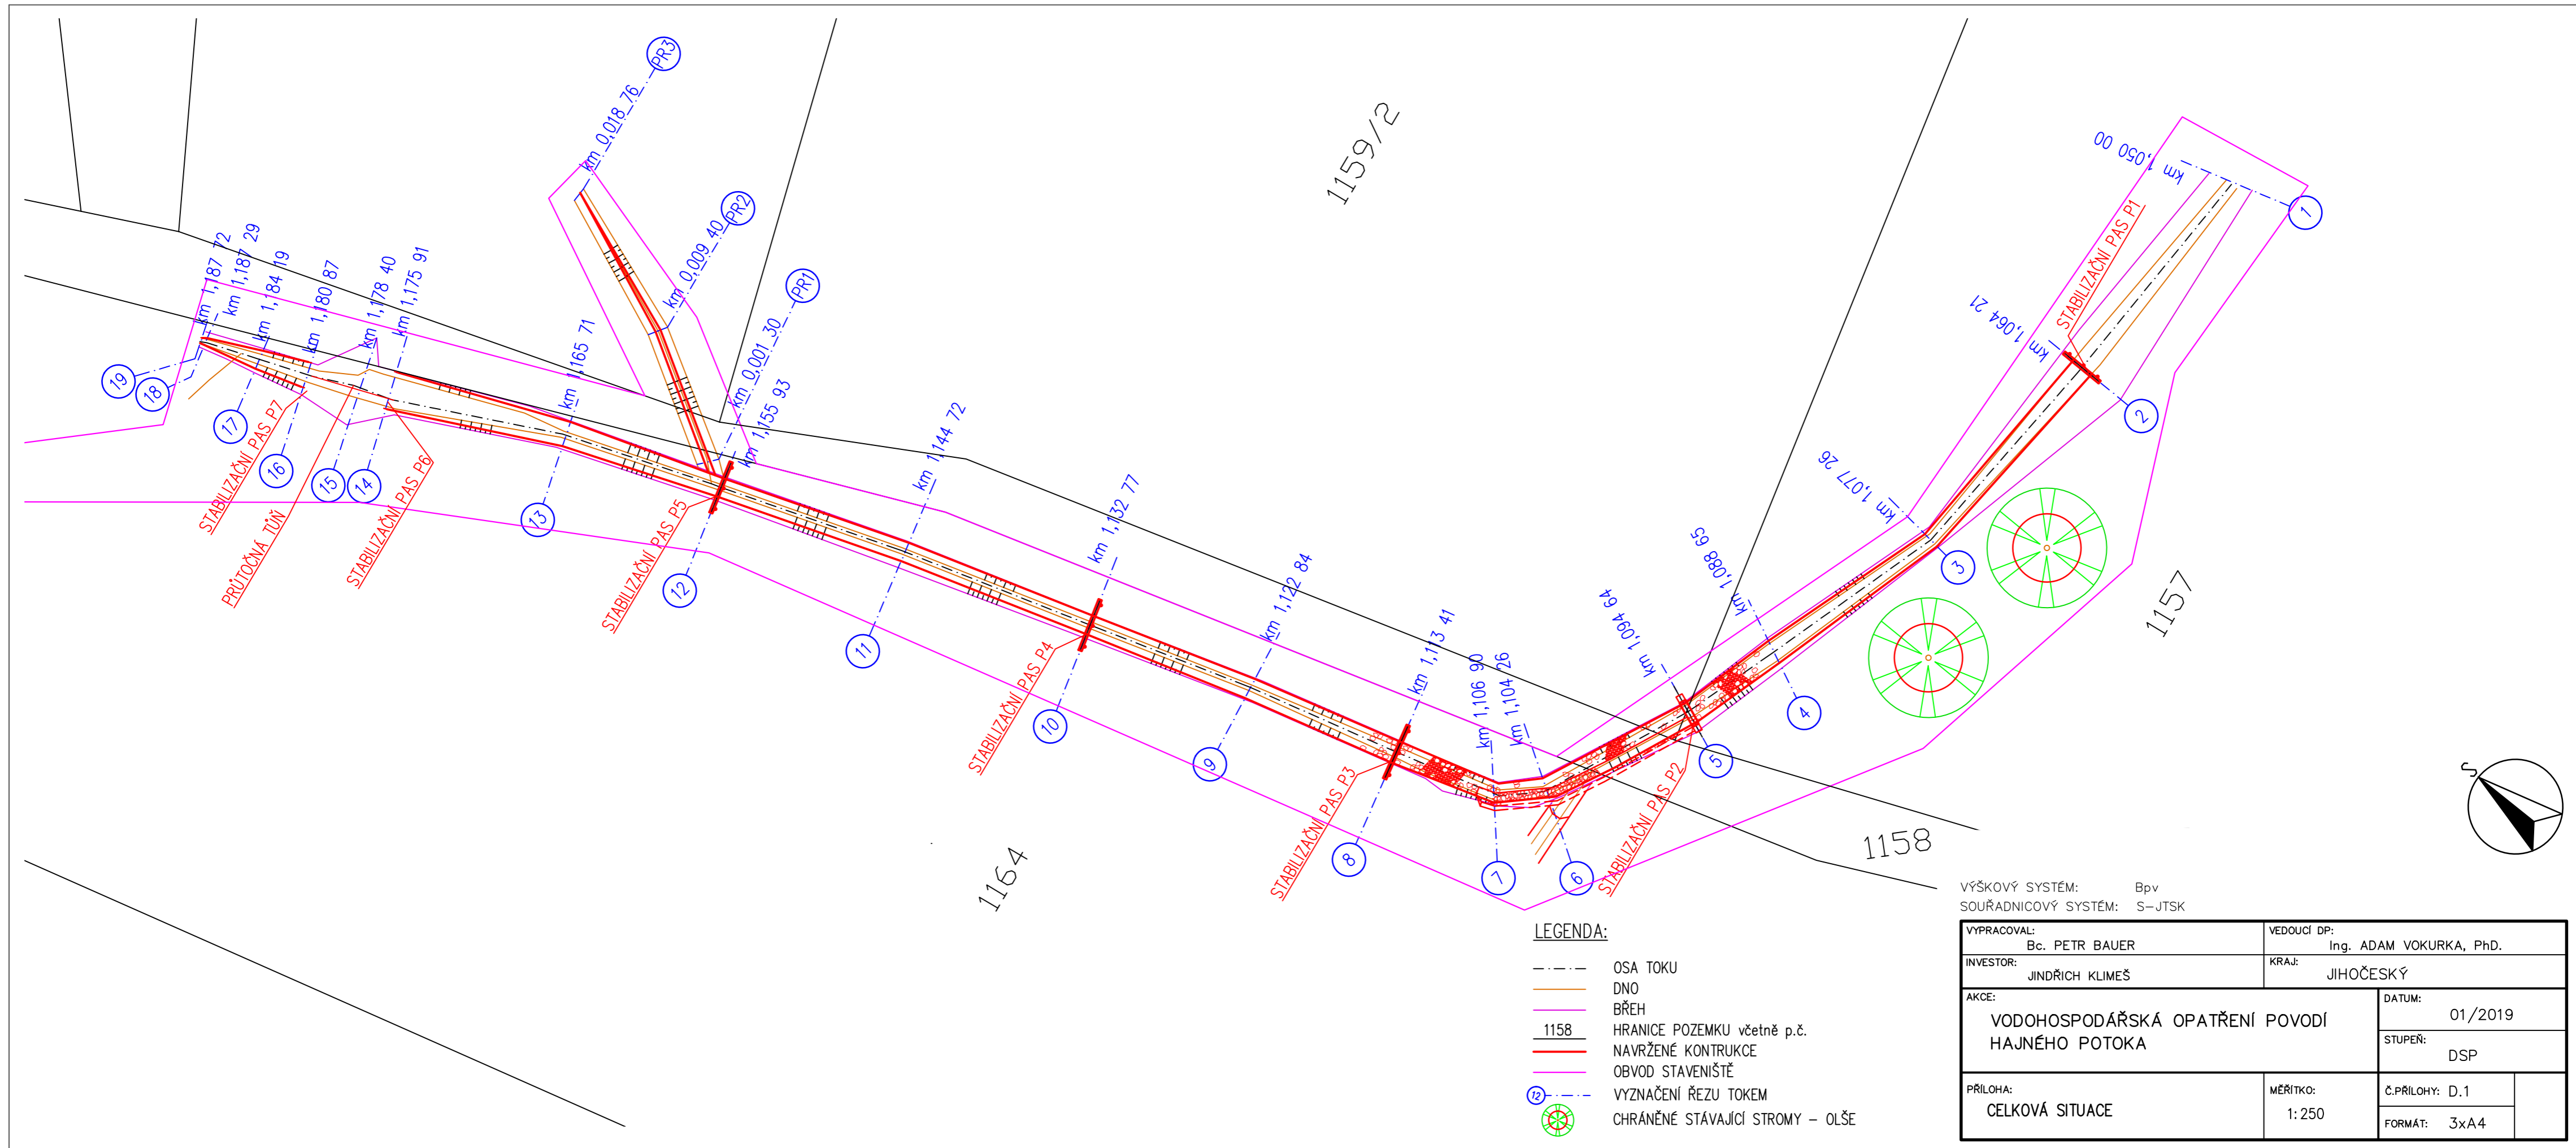 PR3
km 0,018 76
PR2
km 0,009 40
PR1
km 0,001 30
1159/2
km 1,050 00
1
STABILIZAČNÍ PAS P1
km 1,064 21
2
km 1,187 72
km 1,187 29
km 1,184 19
km 1,180 87
km 1,178 40
km 1,175 91
km 1,165 71
km 1,155 93
km 1,144 72
km 1,132 77
km 1,122 84
km 1,113 41
km 1,106 90
km 1,104 26
km 1,094 64
km 1,088 65
km 1,077 26
19
18
17
STABILIZAČNÍ PAS P7
16
PRŮTOČNÁ TŮŇ
15
14
STABILIZAČNÍ PAS P6
13
STABILIZAČNÍ PAS P5
12
11
STABILIZAČNÍ PAS P4
10
9
STABILIZAČNÍ PAS P3
8
7
6
STABILIZAČNÍ PAS P2
5
4
3
1157
1158
1164
S
VÝŠKOVÝ SYSTÉM: Bpv
SOUŘADNICOVÝ SYSTÉM: S-JTSK
LEGENDA:
OSA TOKU
DNO
BŘEH
1158 HRANICE POZEMKU včetně p.č.
NAVRŽENÉ KONTRUKCE
OBVOD STAVENIŠTĚ
12 VYZNAČENÍ ŘEZU TOKEM
CHRÁNĚNÉ STÁVAJÍCÍ STROMY - OLŠE
VYPRACOVAL:
Bc. PETR BAUER
VEDOUCÍ DP:
Ing. ADAM VOKURKA, PhD.
INVESTOR:
JINDŘICH KLIMEŠ
KRAJ:
JIHOČESKÝ
AKCE:
VODOHOSPODÁŘSKÁ OPATŘENÍ POVODÍ
HAJNÉHO POTOKA
DATUM:
01/2019
STUPEŇ:
DSP
PŘÍLOHA:
CELKOVÁ SITUACE
MĚŘÍTKO:
1:250
Č.PŘÍLOHY: D.1
FORMÁT: 3xA4